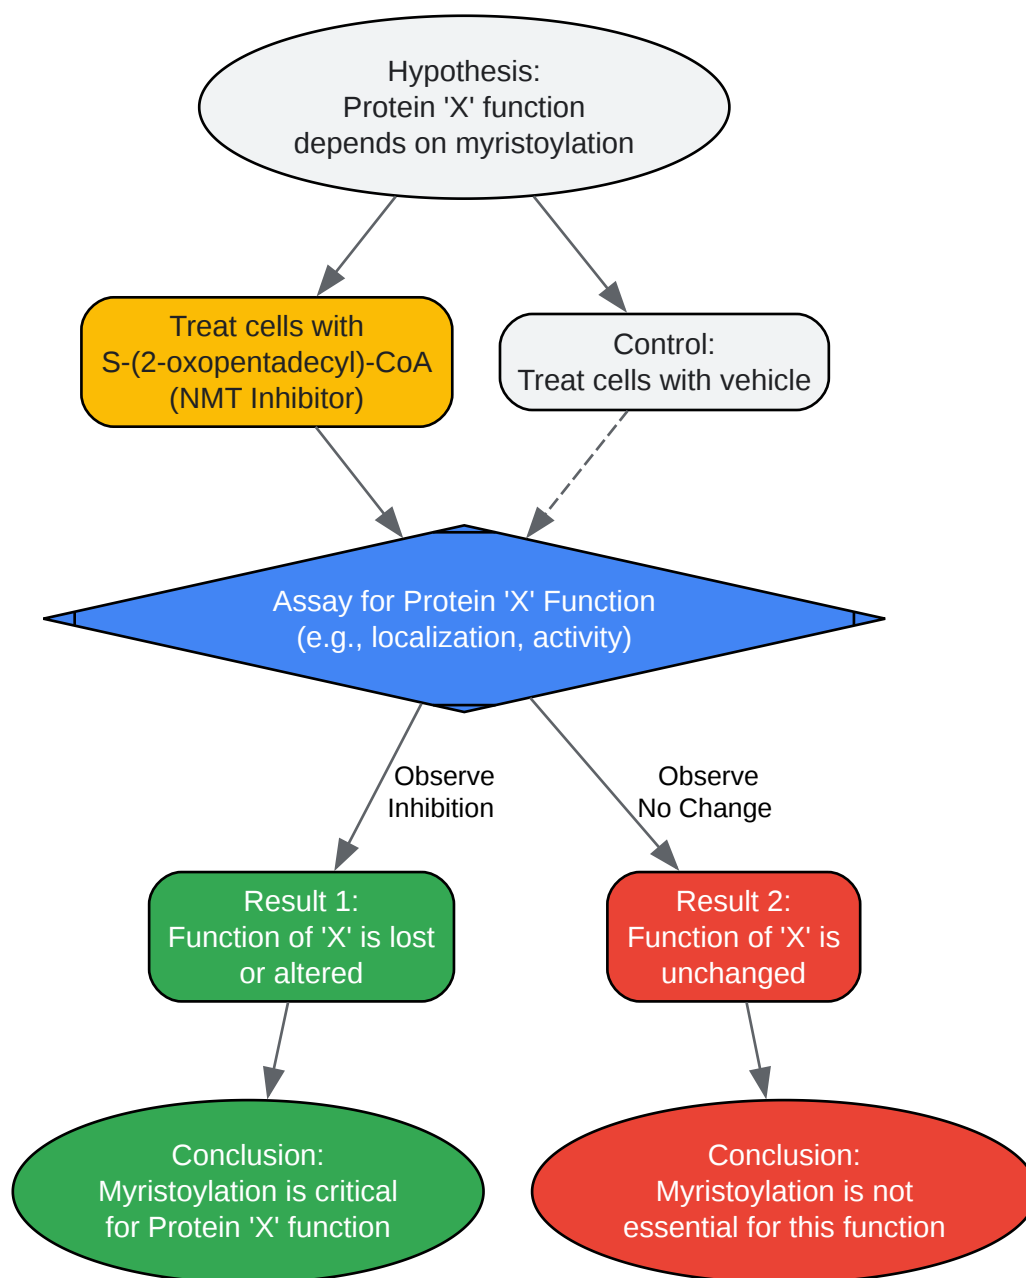 Hypothesis:
Protein 'X' function
depends on myristoylation
Treat cells with
S-(2-oxopentadecyl)-CoA
(NMT Inhibitor)
Control:
Treat cells with vehicle
Assay for Protein 'X' Function
(e.g., localization, activity)
Observe
Inhibition
Observe
No Change
Result 1:
Function of 'X' is lost
or altered
Result 2:
Function of 'X' is
unchanged
Conclusion:
Myristoylation is critical
for Protein 'X' function
Conclusion:
Myristoylation is not
essential for this function